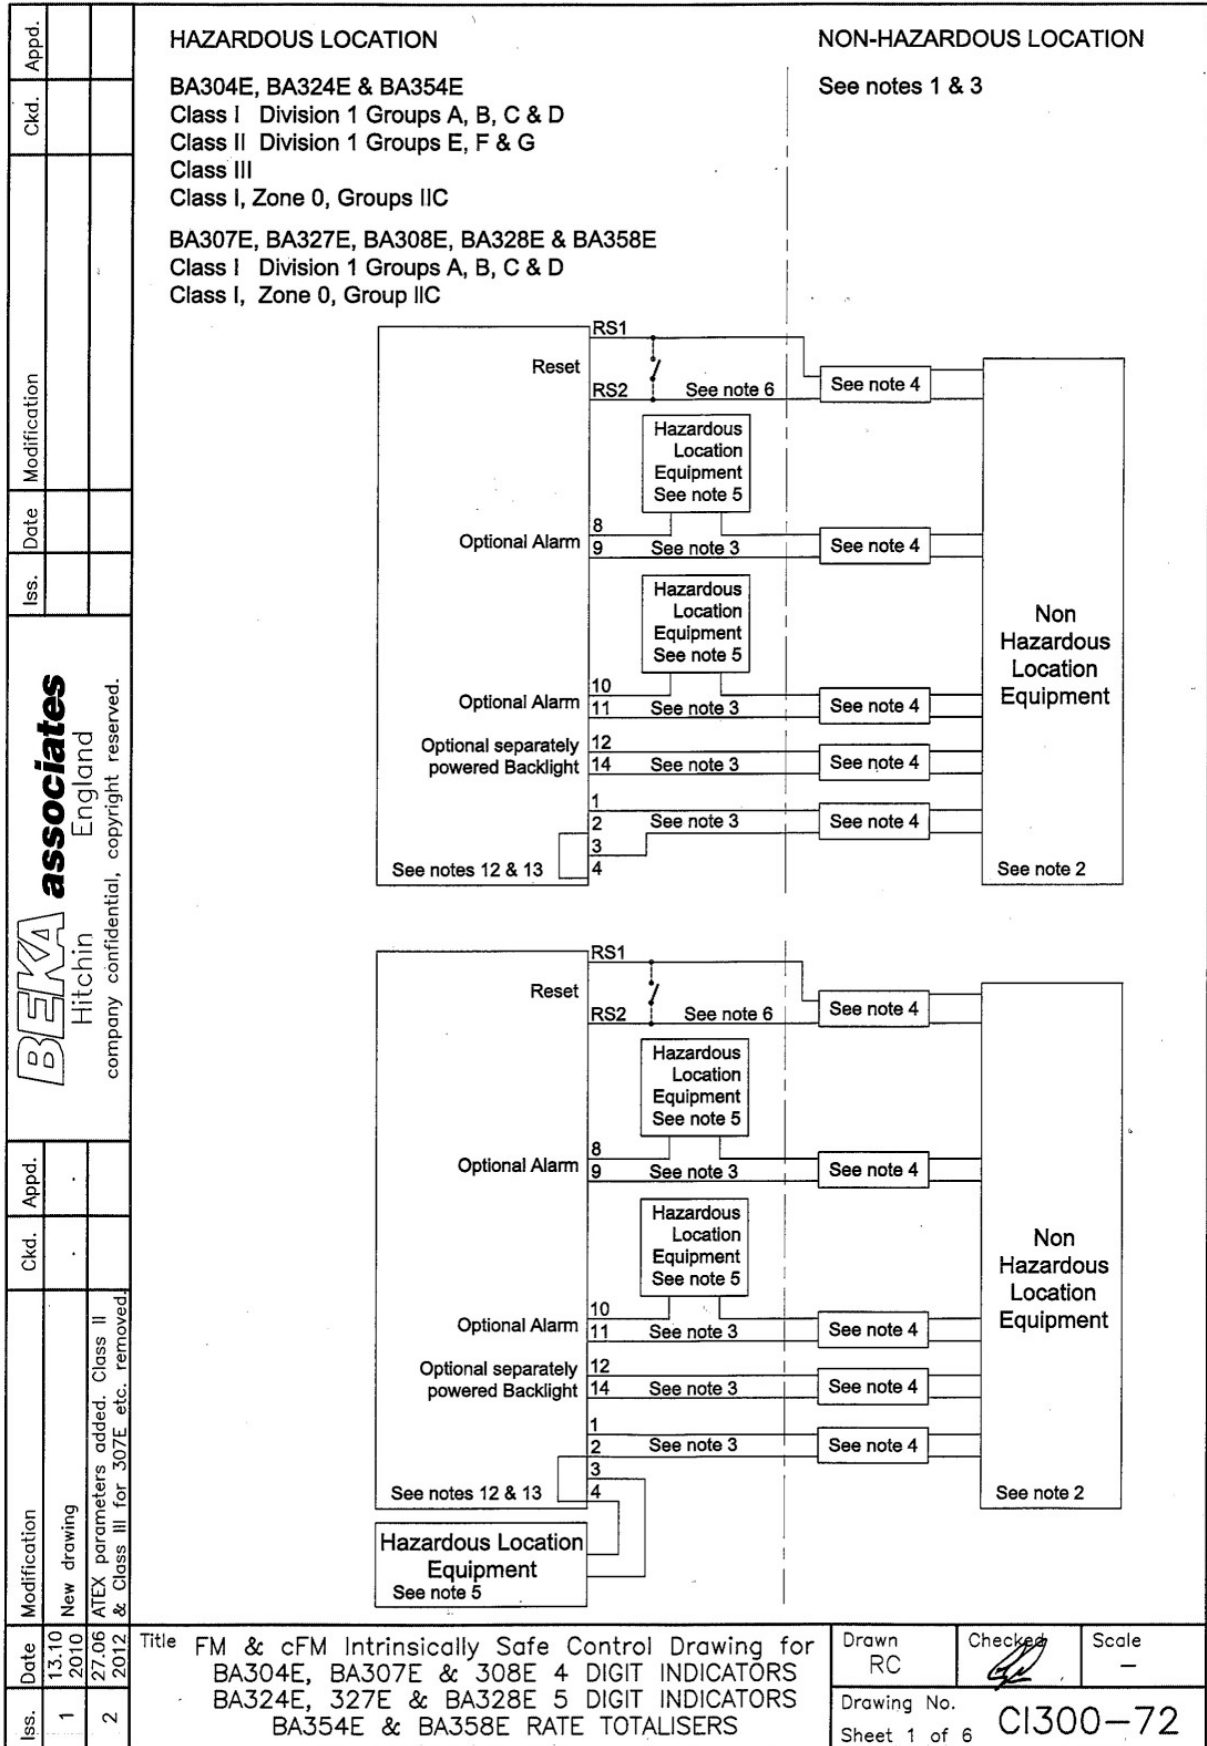 HAZARDOUS LOCATION
NON-HAZARDOUS LOCATION
BA304E, BA324E & BA354E
See notes 1 & 3
Class I Division 1 Groups A, B, C & D
Class II Division 1 Groups E, F & G
Class III
Class I, Zone 0, Groups IIC
BA307E, BA327E, BA308E, BA328E & BA358E
Class I Division 1 Groups A, B, C & D
Class I, Zone 0, Group IIC
RS1
Reset
RS2
See note 6
See note 4
Hazardous
Location
Equipment
See note 5
8
Optional Alarm
9
See note 3
See note 4
Hazardous
Location
Equipment
See note 5
10
Optional Alarm
11
See note 3
See note 4
Optional separately
12
powered Backlight
14
See note 3
See note 4
1
2
See note 3
See note 4
3
See notes 12 & 13
4
Non
Hazardous
Location
Equipment
See note 2
RS1
Reset
RS2
See note 6
See note 4
Hazardous
Location
Equipment
See note 5
8
Optional Alarm
9
See note 3
See note 4
Hazardous
Location
Equipment
See note 5
10
Optional Alarm
11
See note 3
See note 4
Optional separately
12
powered Backlight
14
See note 3
See note 4
1
2
See note 3
See note 4
3
See notes 12 & 13
4
Non
Hazardous
Location
Equipment
See note 2
Hazardous Location
Equipment
See note 5
Iss. Date Modification Ckd. Appd.
1 13.10 2010 New drawing
2 27.06 2012 ATEX parameters added. Class II
& Class III for 307E etc. removed.
BEKA associates
Hitchin England
company confidential, copyright reserved.
Iss. Date Modification Ckd. Appd.
Title FM & cFM Intrinsically Safe Control Drawing for
BA304E, BA307E & 308E 4 DIGIT INDICATORS
BA324E, 327E & BA328E 5 DIGIT INDICATORS
BA354E & BA358E RATE TOTALISERS
Drawn
RC
Checked
Scale
–
Drawing No.
Sheet 1 of 6
CI300–72